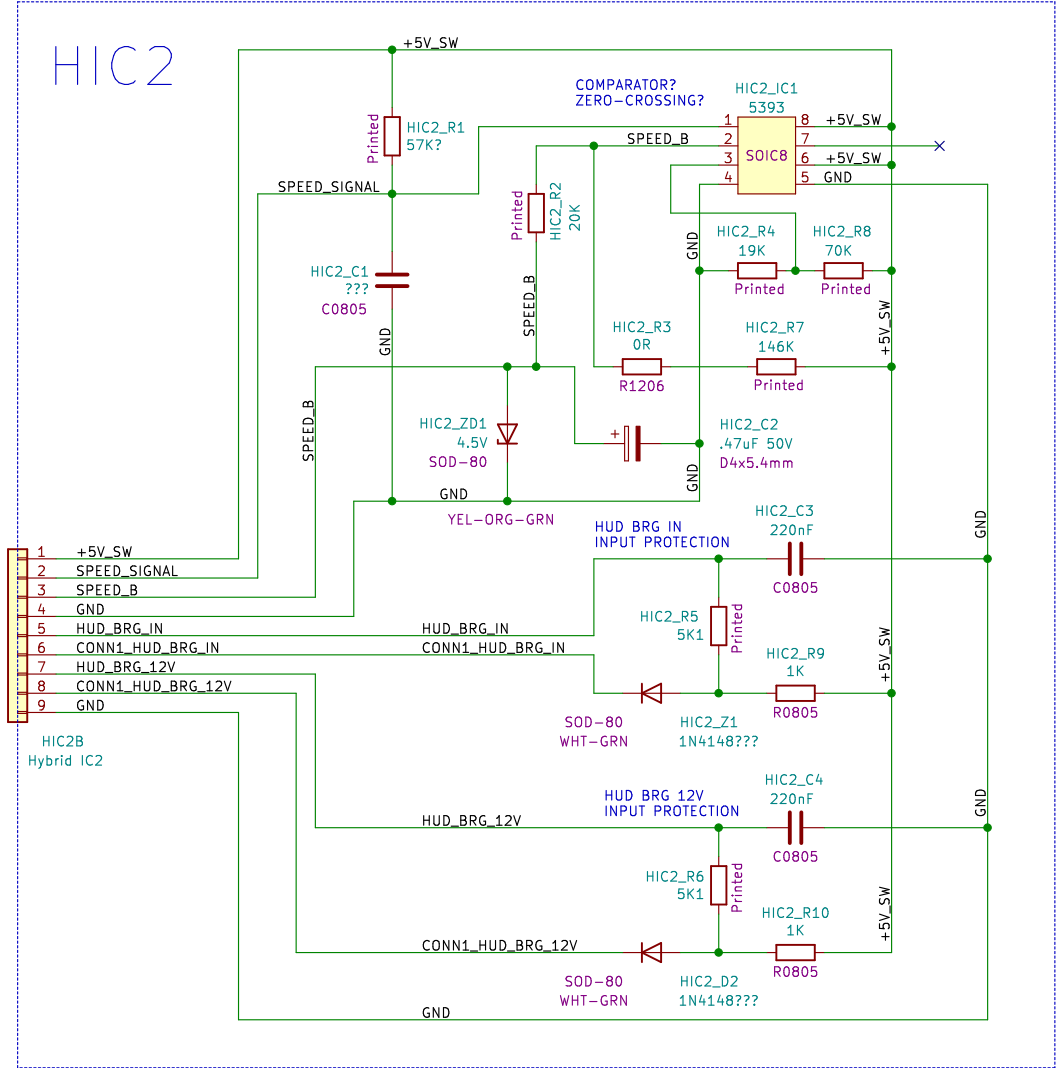 HIC2
+5V_SW
COMPARATOR?
ZERO-CROSSING?
HIC2_IC1
5393
Printed
HIC2_R1
57K?
1
2
3
4
SOIC8
8
7
6
5
+5V_SW
+5V_SW
GND
SPEED_B
SPEED_SIGNAL
Printed
HIC2_R2
20K
GND
HIC2_R4
19K
Printed
HIC2_R8
70K
Printed
HIC2_C1
???
C0805
GND
SPEED_B
+5V_SW
HIC2_R3
0R
R1206
HIC2_R7
146K
Printed
SPEED_B
HIC2_ZD1
4.5V
SOD-80
+
HIC2_C2
.47uF 50V
D4x5.4mm
GND
GND
YEL-ORG-GRN
HUD BRG IN
INPUT PROTECTION
HIC2_C3
220nF
C0805
GND
1
+5V_SW
2
SPEED_SIGNAL
3
SPEED_B
4
GND
5
HUD_BRG_IN
HUD_BRG_IN
6
CONN1_HUD_BRG_IN
CONN1_HUD_BRG_IN
7
HUD_BRG_12V
8
CONN1_HUD_BRG_12V
9
GND
HIC2B
Hybrid IC2
HIC2_R5
5K1
Printed
HIC2_R9
1K
R0805
+5V_SW
SOD-80
WHT-GRN
HIC2_Z1
1N4148???
HUD BRG 12V
INPUT PROTECTION
HIC2_C4
220nF
C0805
GND
HUD_BRG_12V
HIC2_R6
5K1
Printed
HIC2_R10
1K
R0805
+5V_SW
CONN1_HUD_BRG_12V
SOD-80
WHT-GRN
HIC2_D2
1N4148???
GND